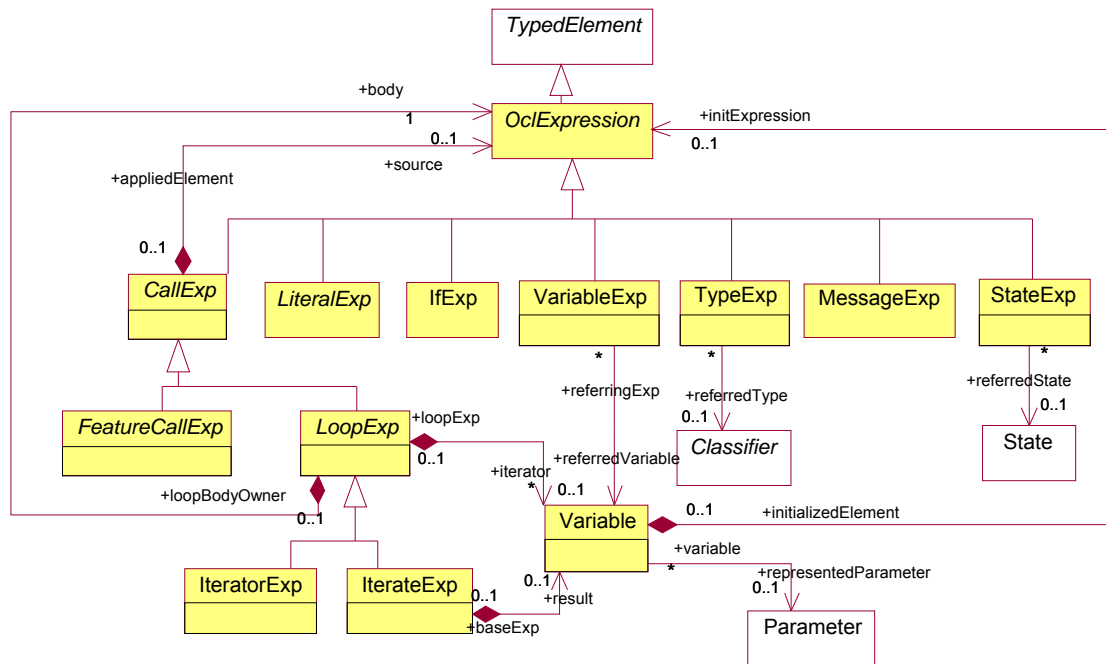 TypedElement
+body
1
OclExpression
+initExpression
0..1
0..1
+source
+appliedElement
0..1
CallExp
LiteralExp
IfExp
VariableExp
TypeExp
MessageExp
StateExp
*
*
*
+referringExp
+referredType
+referredState
0..1
0..1
FeatureCallExp
LoopExp
+loopExp
0..1
Classifier
State
+iterator
*
+referredVariable
0..1
+loopBodyOwner
0..1
Variable
0..1
+initializedElement
+variable
*
+representedParameter
0..1
IteratorExp
IterateExp
0..1
+baseExp
0..1
+result
Parameter